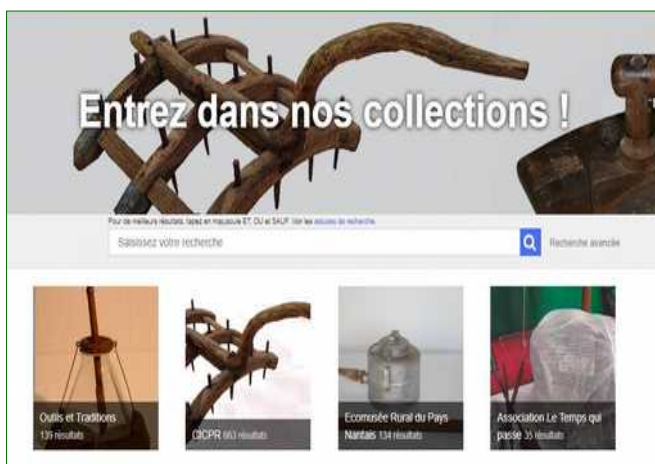 Entrez dans nos collections !
Pour de meilleurs résultats, tapez en majuscule ET, OU et SAUF. Voir les astuces de recherche.
Saisissez votre recherche
Recherche avancée
Outils et Traditions
139 résultats
CICPR 663 résultats
Ecomusée Rural du Pays
Nantais 134 résultats
Association Le Temps qui
passe 35 résultats